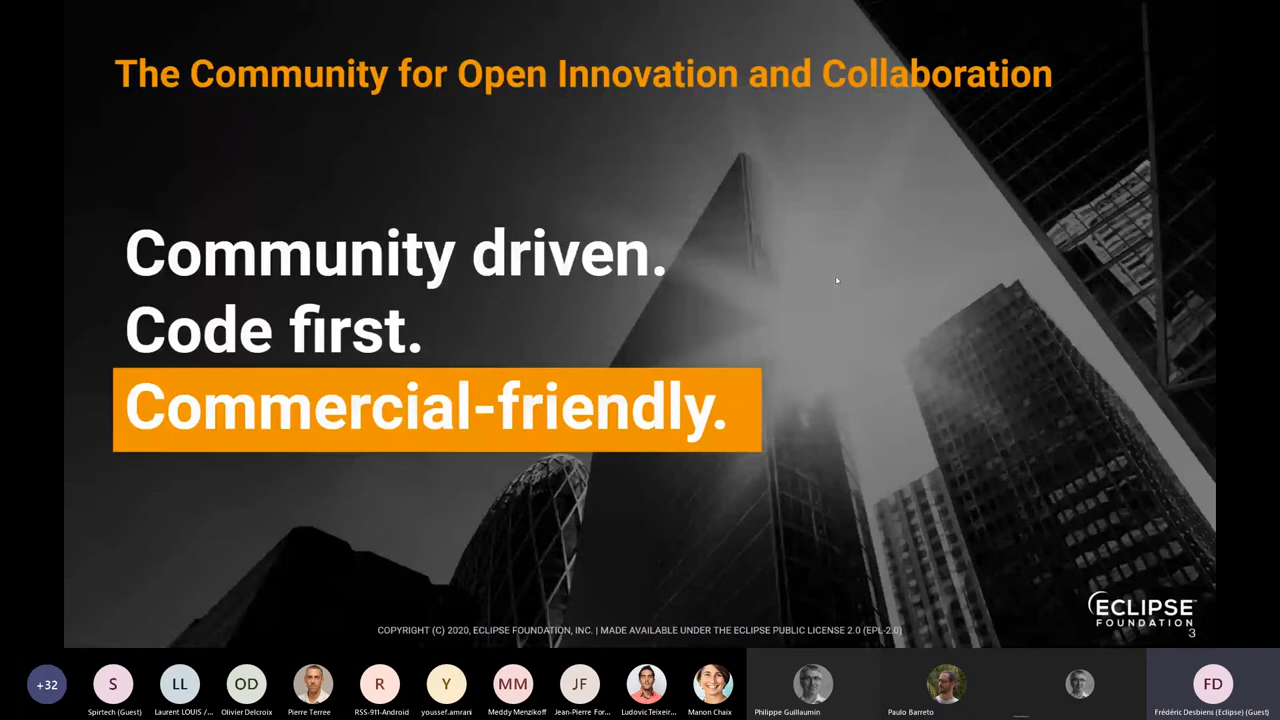 The Community for Open Innovation and Collaboration
Community driven.
Code first.
Commercial-friendly.
ECLIPSE
FOUNDATION
COPYRIGHT (C) 2020, ECLIPSE FOUNDATION, INC. | MADE AVAILABLE UNDER THE ECLIPSE PUBLIC LICENSE 2.0 (EPL-2.0)
3
+32
S
LL
OD
R
Y
MM
JF
FD
Spirtech (Guest)
Laurent LOUIS /...
Olivier Delcroix
Pierre Terree
RSS-911-Android
youssef.amrani
Meddy Menzikoff
Jean-Pierre For...
Ludovic Teixeir...
Manon Chaix
Philippe Guillaumin
Paulo Barreto
Frédéric Desbiens (Eclipse) (Guest)